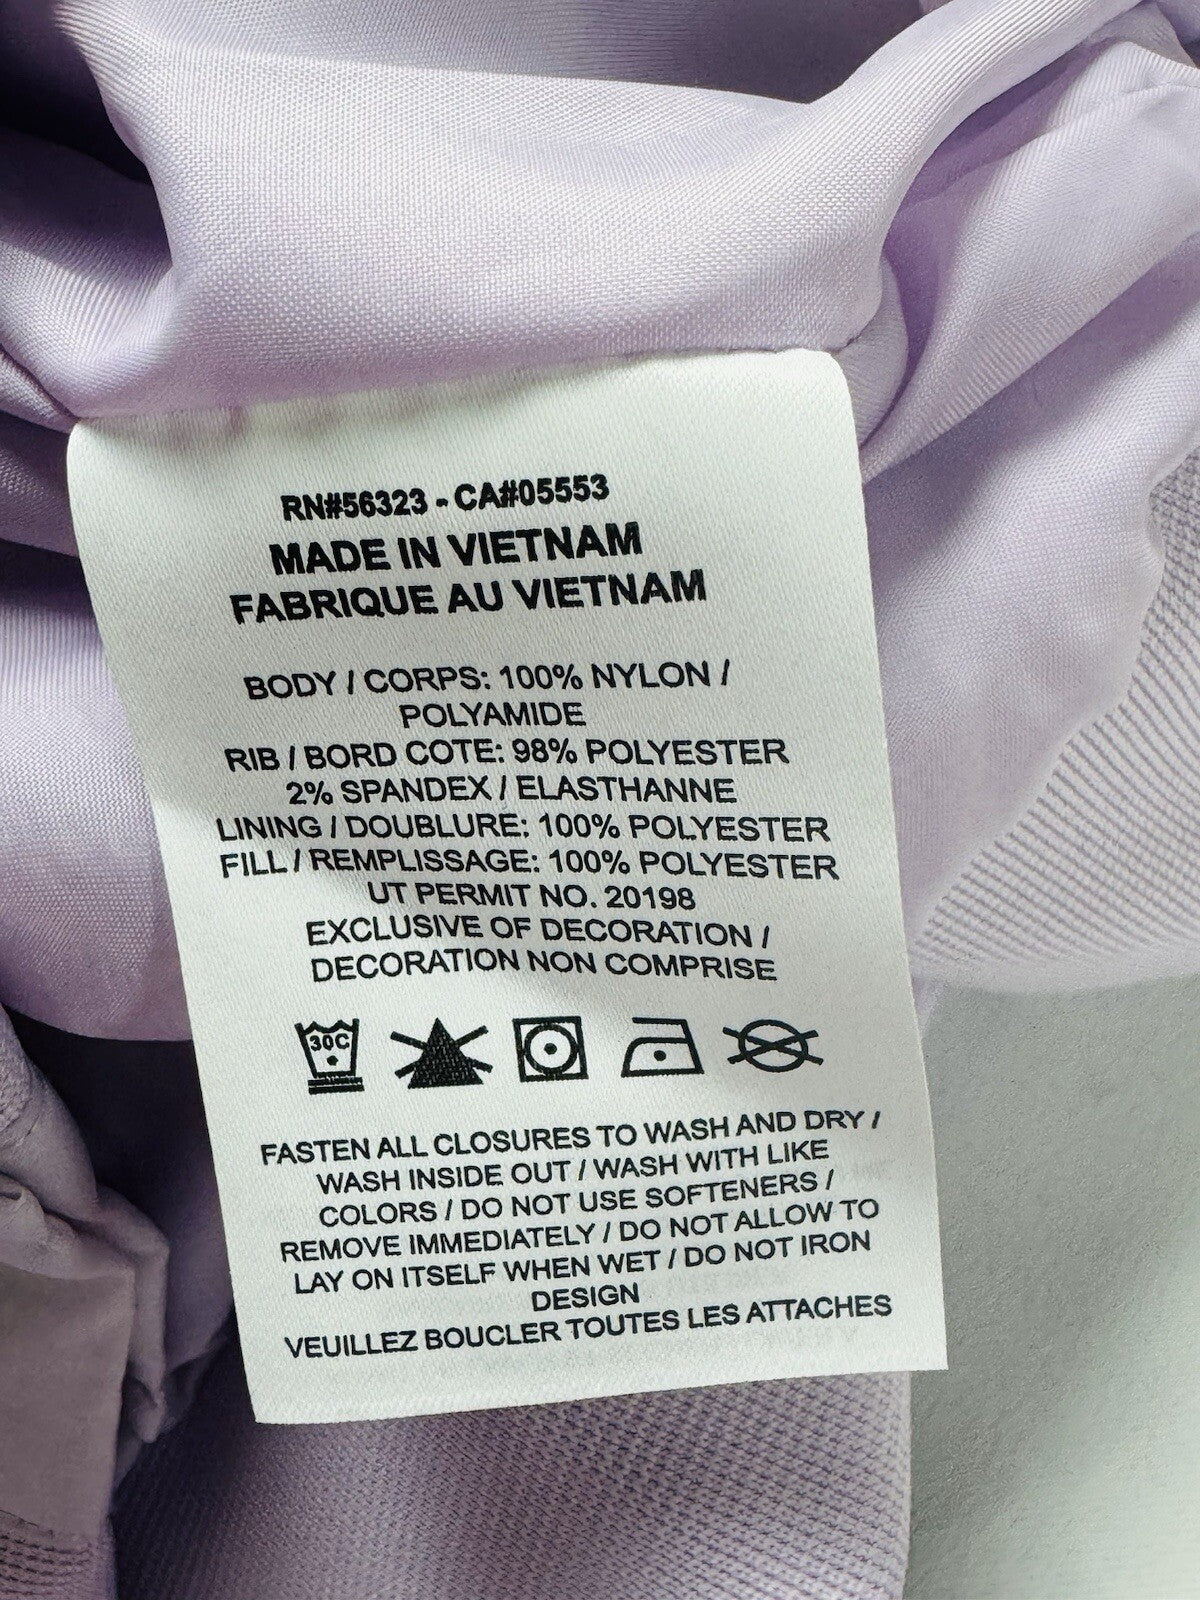 RN#56323 - CA#05553
MADE IN VIETNAM
FABRIQUE AU VIETNAM
BODY / CORPS: 100% NYLON /
POLYAMIDE
RIB / BORD COTE: 98% POLYESTER
2% SPANDEX / ELASTHANNE
LINING / DOUBLURE: 100% POLYESTER
FILL / REMPLISSAGE: 100% POLYESTER
UT PERMIT NO. 20198
EXCLUSIVE OF DECORATION /
DECORATION NON COMPRISE
30C
FASTEN ALL CLOSURES TO WASH AND DRY /
WASH INSIDE OUT / WASH WITH LIKE
COLORS / DO NOT USE SOFTENERS /
REMOVE IMMEDIATELY / DO NOT ALLOW TO
LAY ON ITSELF WHEN WET / DO NOT IRON
DESIGN
VEUILLEZ BOUCLER TOUTES LES ATTACHES